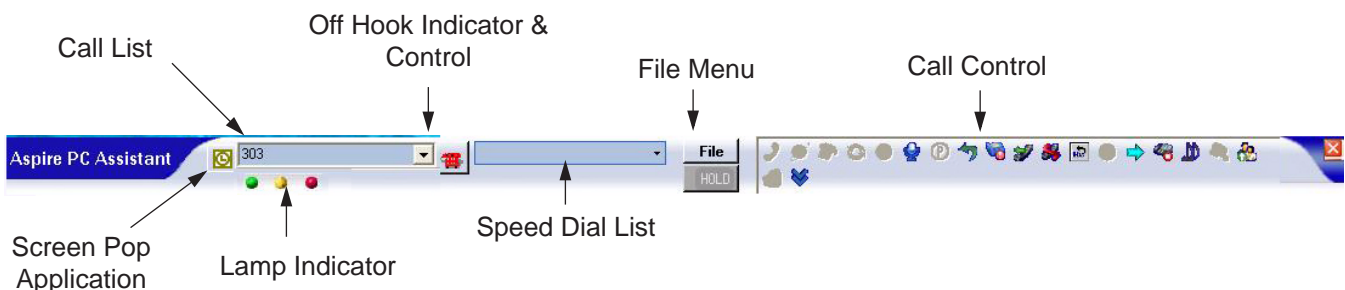 Off Hook Indicator &
Control
Call List
File Menu
Call Control
Aspire PC Assistant
303
File
HOLD
Speed Dial List
Screen Pop
Application
Lamp Indicator